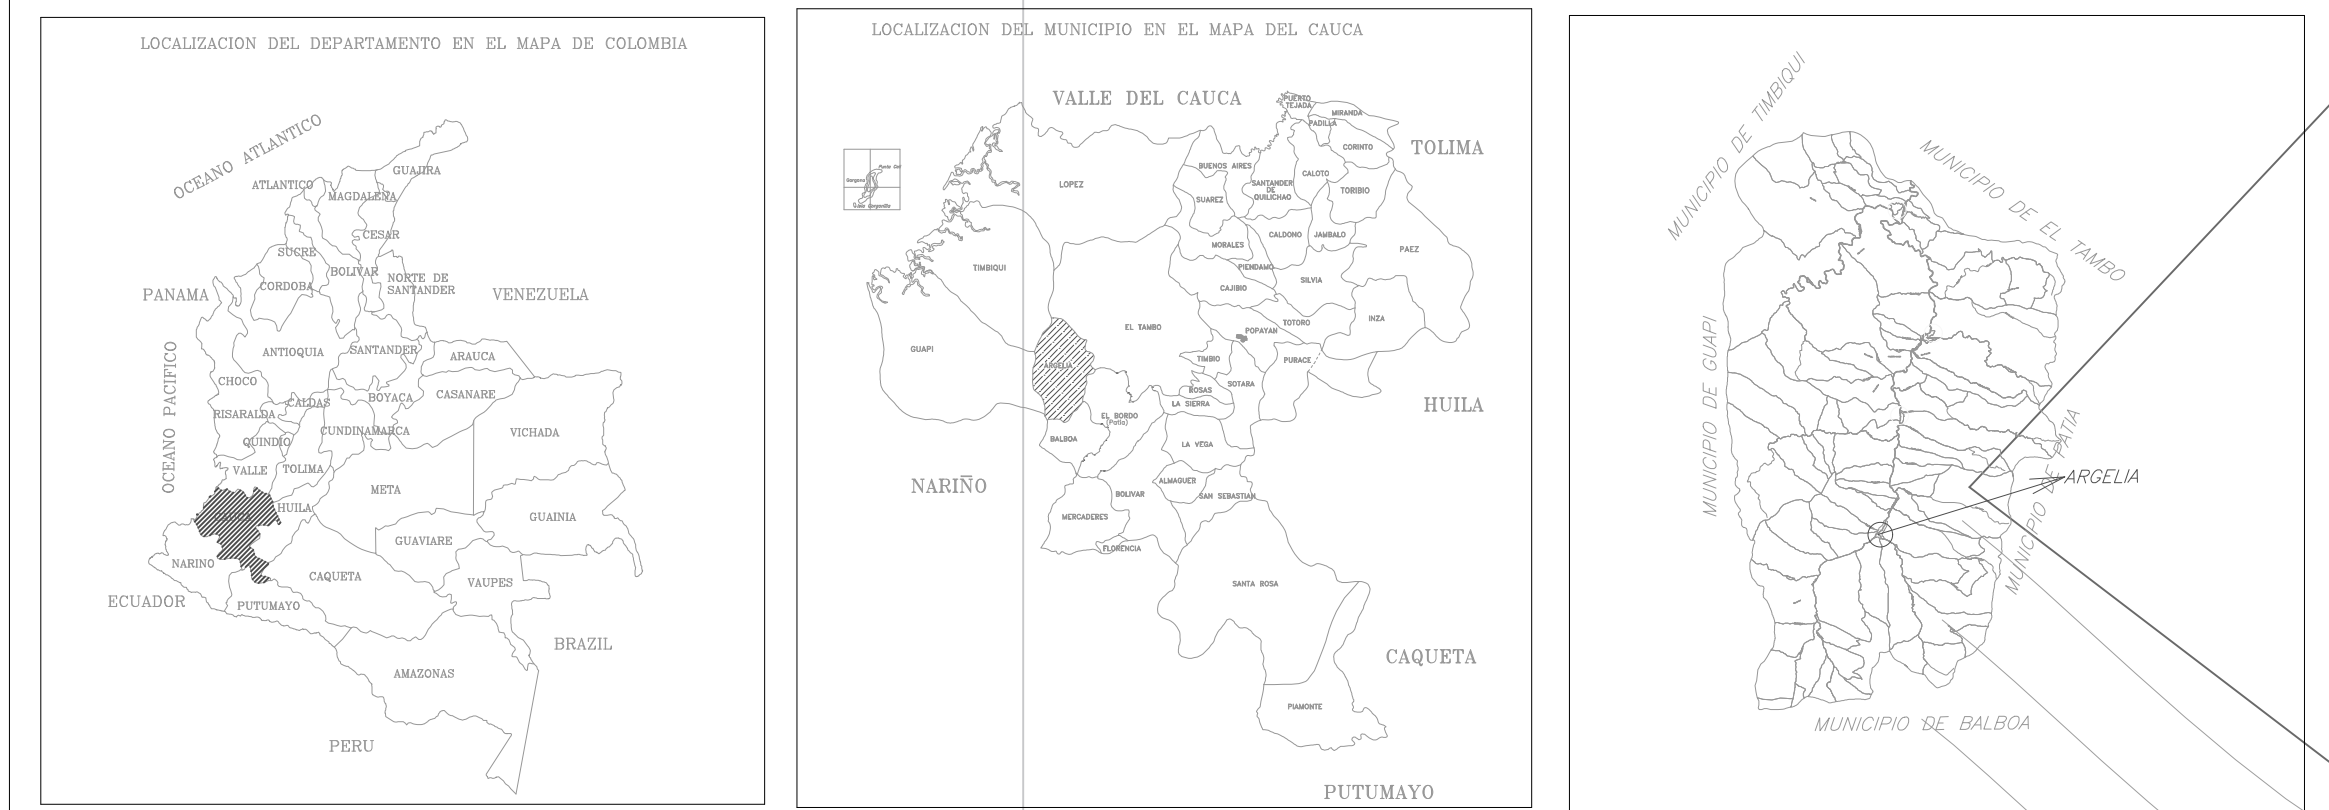 LOCALIZACION DEL DEPARTAMENTO EN EL MAPA DE COLOMBIA
OCEANO ATLANTICO
GUAJIRA
ATLANTICO
MAGDALENA
CESAR
SUCRE
BOLIVAR
NORTE DE
SANTANDER
CORDOBA
PANAMA
VENEZUELA
OCEANO PACIFICO
ANTIOQUIA
SANTANDER
ARAUCA
CHOCO
CASANARE
CALDAS
BOYACA
RISARALDA
CUNDINAMARCA
VICHADA
QUINDIO
VALLE
TOLIMA
META
CAUCA
HUILA
GUAINIA
GUAVIARE
NARINO
CAQUETA
VAUPES
ECUADOR
PUTUMAYO
BRAZIL
AMAZONAS
PERU
LOCALIZACION DEL MUNICIPIO EN EL MAPA DEL CAUCA
VALLE DEL CAUCA
PUERTO
TEJADA
MIRANDA
PADILLA
TOLIMA
CORINTO
BUENOS AIRES
CALOTO
LOPEZ
SANTANDER
DE
QUILICHAO
TORIBIO
SUAREZ
Gorgona
CALDONO
JAMBALO
MORALES
PAEZ
TIMBIQUI
PIENDAMO
SILVIA
CAJIBIO
TOTORO
INZA
EL TAMBO
POPAYAN
GUAPI
TIMBIO
PURACE
ARGELIA
SOTARA
ROSAS
LA SIERRA
HUILA
EL BORDO
(Patia)
BALBOA
LA VEGA
NARIÑO
ALMAGUER
BOLIVAR
SAN SEBASTIAN
MERCADERES
FLORENCIA
SANTA ROSA
CAQUETA
PIAMONTE
PUTUMAYO
MUNICIPIO DE TIMBIQUI
MUNICIPIO DE EL TAMBO
MUNICIPIO DE GUAPI
MUNICIPIO DE PATIA
ARGELIA
MUNICIPIO DE BALBOA